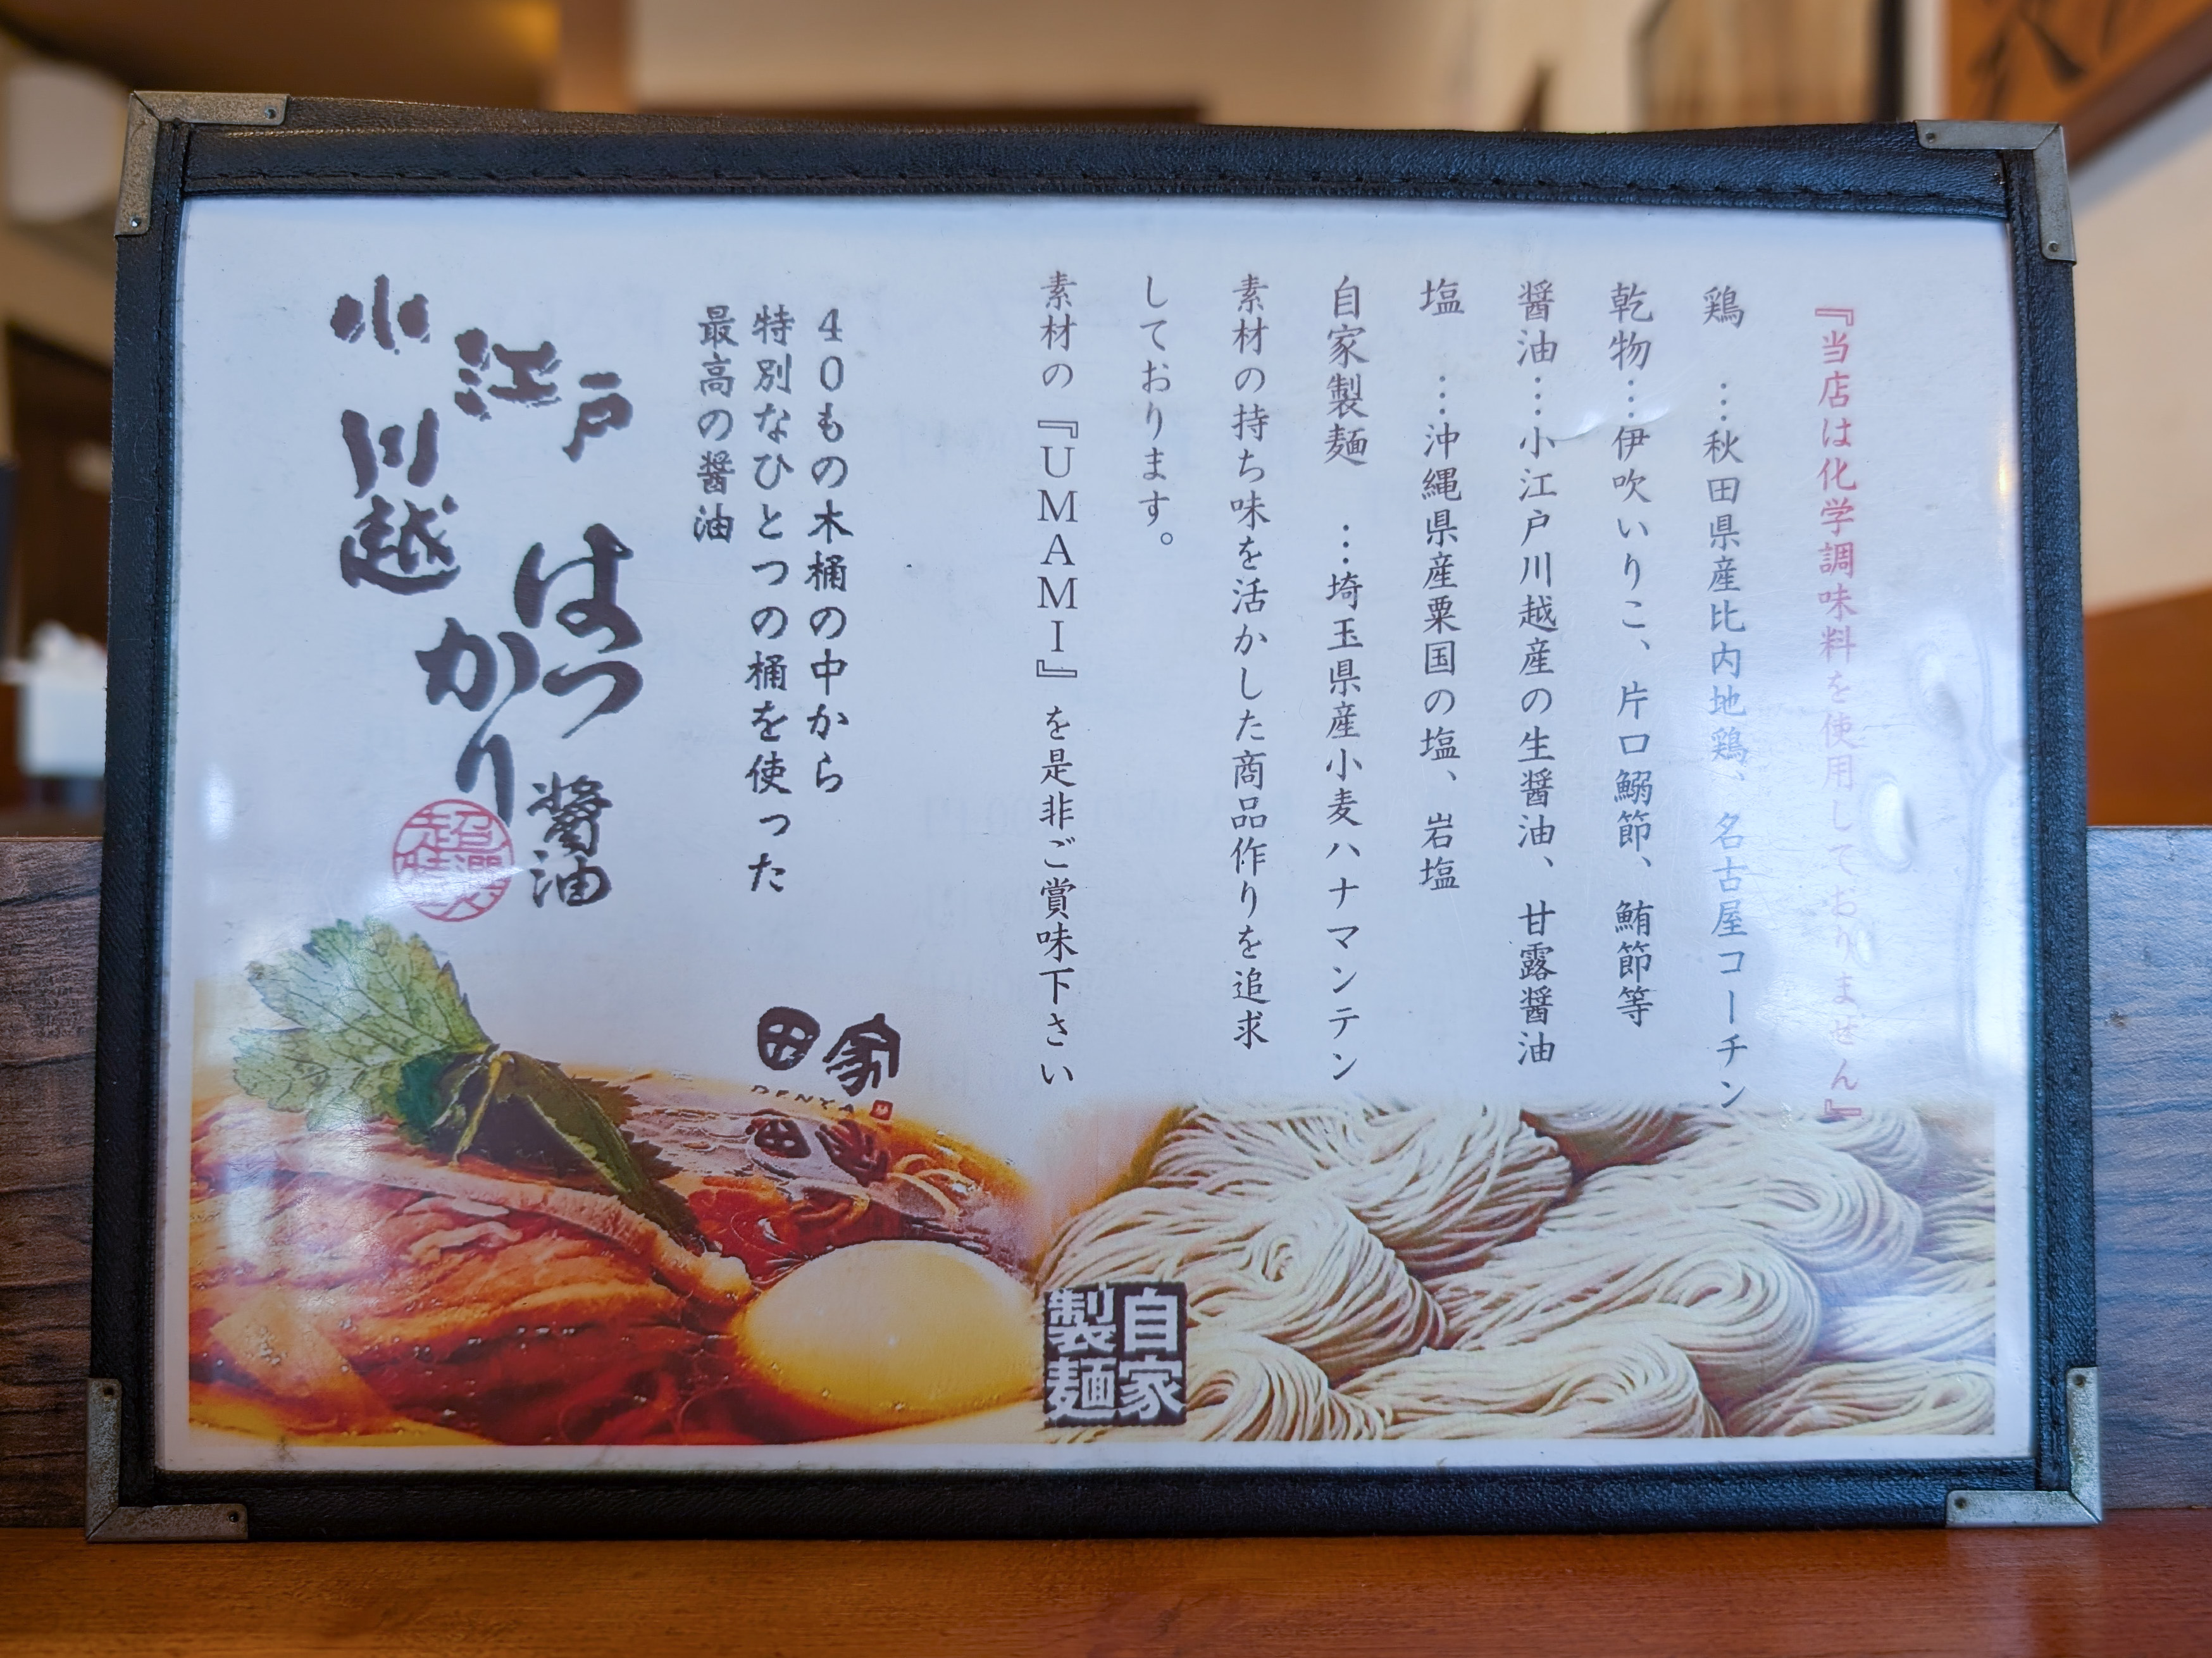 『当店は化学調味料を使用しておりません』
鶏　…秋田県産比内地鶏、名古屋コーチン
乾物…伊吹いりこ、片口鰯節、鮪節等
醤油…小江戸川越産の生醤油、甘露醤油
塩　…沖縄県産粟国の塩、岩塩
自家製麺　…埼玉県産小麦ハナマンテン
素材の持ち味を活かした商品作りを追求
しております。
素材の『UMAMI』を是非ご賞味下さい
40もの木桶の中から
特別なひとつの桶を使った
最高の醤油
小江戸
川越
はつ
かり
醤油
田家
DENYA
自家
製麺